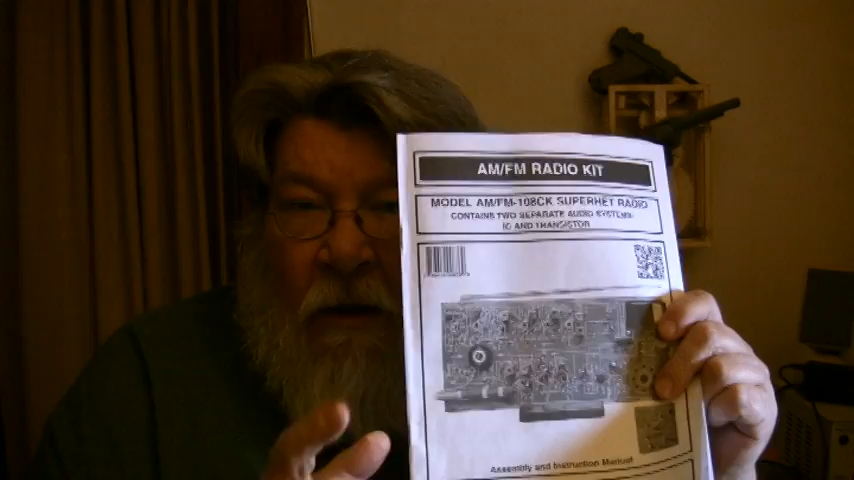 AM/FM RADIO KIT
MODEL AM/FM-108CK SUPERHET RADIO
CONTAINS TWO SEPARATE AUDIO SYSTEMS:
IC AND TRANSISTOR
Assembly and Instruction Manual